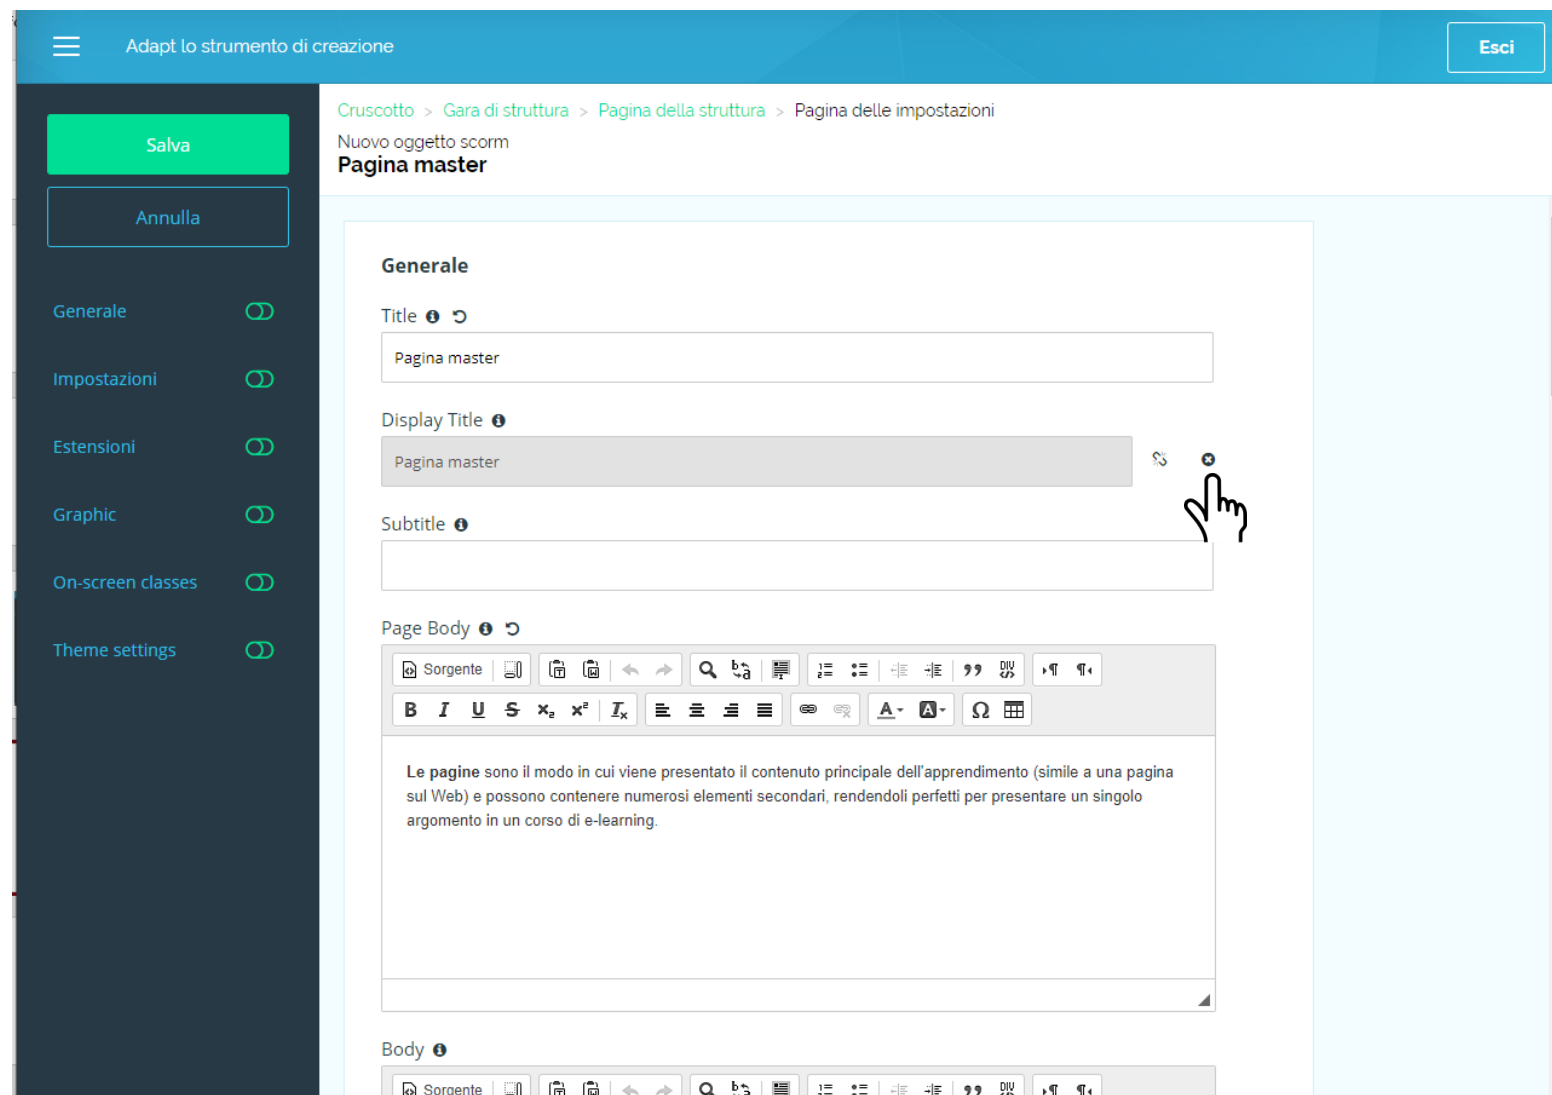 Adapt lo strumento di creazione
Esci
Cruscotto > Gara di struttura > Pagina della struttura > Pagina delle impostazioni
Nuovo oggetto scorm
Pagina master
Salva
Annulla
Generale
Impostazioni
Estensioni
Graphic
On-screen classes
Theme settings
Generale
Title
Pagina master
Display Title
Pagina master
Subtitle
Page Body
Sorgente
Le pagine sono il modo in cui viene presentato il contenuto principale dell'apprendimento (simile a una pagina
sul Web) e possono contenere numerosi elementi secondari, rendendoli perfetti per presentare un singolo
argomento in un corso di e-learning.
Body
Sorgente